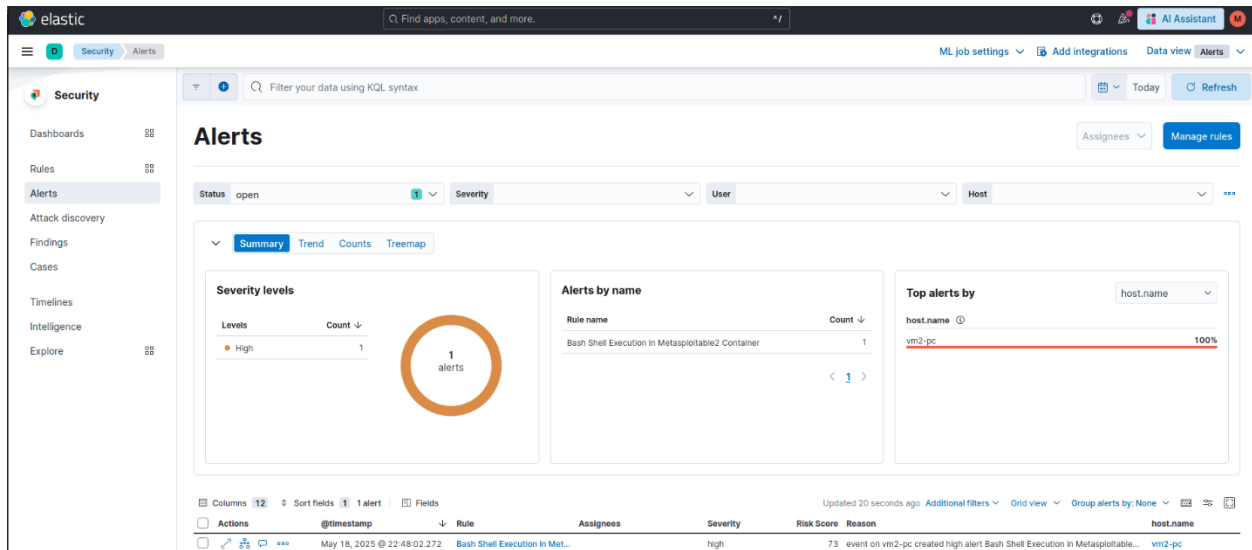 elastic
Find apps, content, and more. ^/ AI Assistant M
D Security Alerts ML job settings Add integrations Data view Alerts
Security
Filter your data using KQL syntax Today Refresh
Dashboards
Rules
Alerts
Attack discovery
Findings
Cases
Timelines
Intelligence
Explore
Alerts Assignees Manage rules
Status open 1 Severity User Host
Summary Trend Counts Treemap
Severity levels
Levels Count
High 1
1
alerts
Alerts by name
Rule name Count
Bash Shell Execution in Metasploitable2 Container 1
1
Top alerts by host.name
host.name
vm2-pc 100%
Columns 12 Sort fields 1 1 alert Fields Updated 20 seconds ago Additional filters Grid view Group alerts by: None
Actions @timestamp Rule Assignees Severity Risk Score Reason host.name
May 18, 2025 @ 22:48:02.272 Bash Shell Execution in Met... high 73 event on vm2-pc created high alert Bash Shell Execution in Metasploitable... vm2-pc